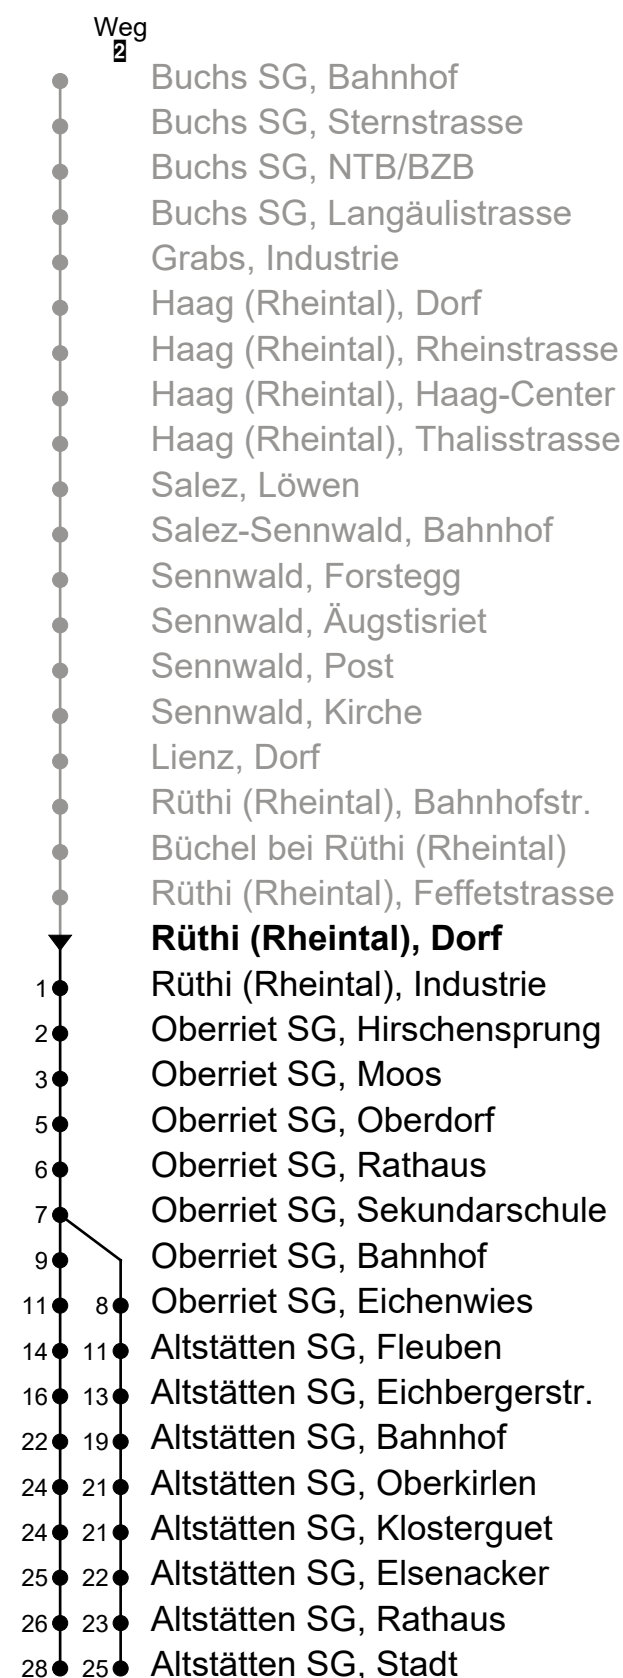 Weg
2
Buchs SG, Bahnhof
Buchs SG, Sternstrasse
Buchs SG, NTB/BZB
Buchs SG, Langäulistrasse
Grabs, Industrie
Haag (Rheintal), Dorf
Haag (Rheintal), Rheinstrasse
Haag (Rheintal), Haag-Center
Haag (Rheintal), Thalisstrasse
Salez, Löwen
Salez-Sennwald, Bahnhof
Sennwald, Forstegg
Sennwald, Äugstisriet
Sennwald, Post
Sennwald, Kirche
Lienz, Dorf
Rüthi (Rheintal), Bahnhofstr.
Büchel bei Rüthi (Rheintal)
Rüthi (Rheintal), Feffetstrasse
Rüthi (Rheintal), Dorf
1 Rüthi (Rheintal), Industrie
2 Oberriet SG, Hirschensprung
3 Oberriet SG, Moos
5 Oberriet SG, Oberdorf
6 Oberriet SG, Rathaus
7 Oberriet SG, Sekundarschule
9 Oberriet SG, Bahnhof
11 8 Oberriet SG, Eichenwies
14 11 Altstätten SG, Fleuben
16 13 Altstätten SG, Eichbergerstr.
22 19 Altstätten SG, Bahnhof
24 21 Altstätten SG, Oberkirlen
24 21 Altstätten SG, Klosterguet
25 22 Altstätten SG, Elsenacker
26 23 Altstätten SG, Rathaus
28 25 Altstätten SG, Stadt